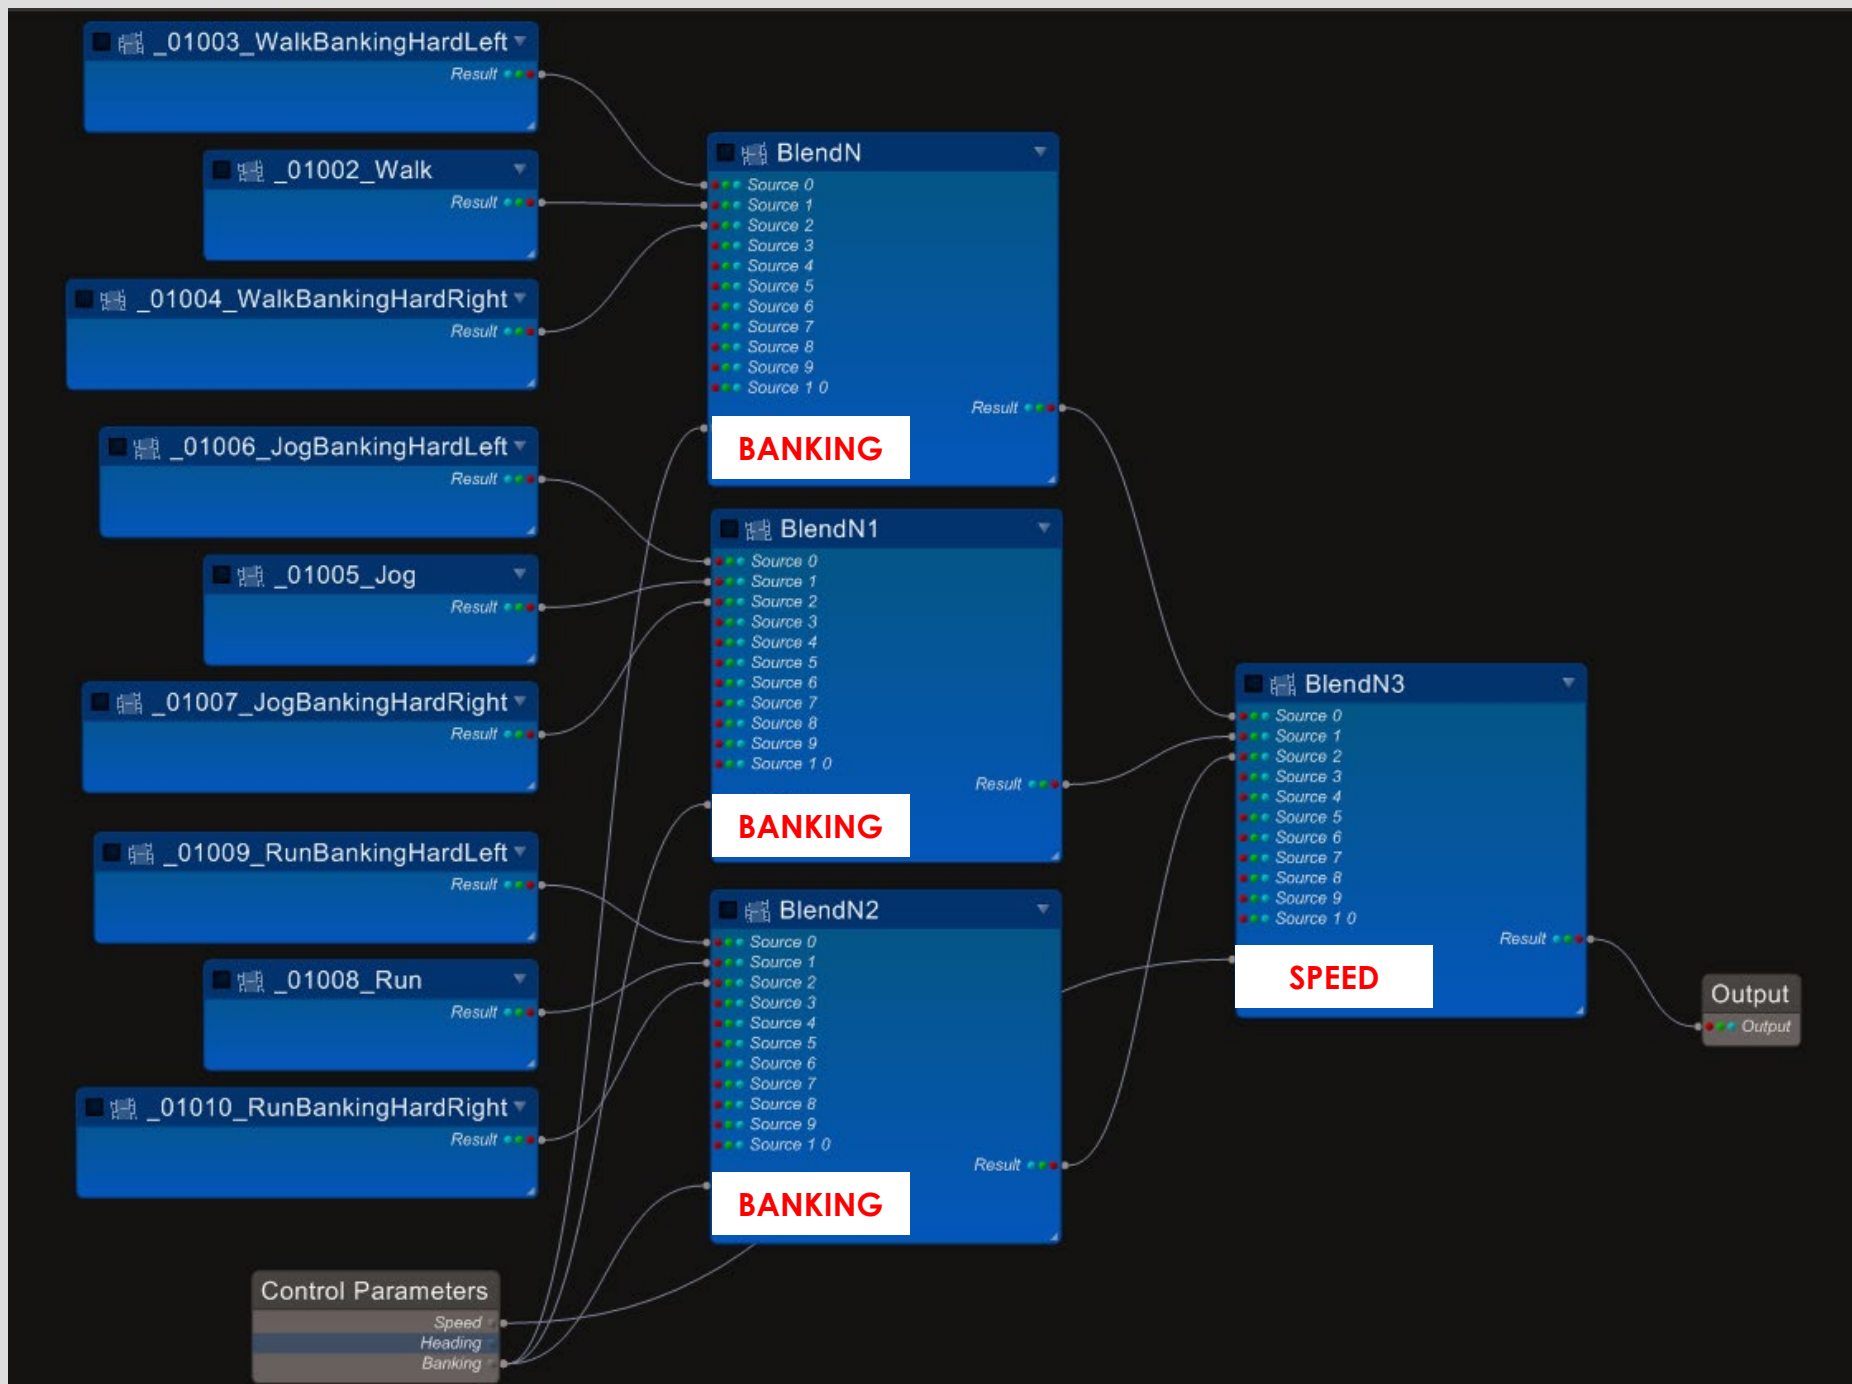 _01003_WalkBankingHardLeft
Result
_01002_Walk
Result
_01004_WalkBankingHardRight
Result
_01006_JogBankingHardLeft
Result
_01005_Jog
Result
_01007_JogBankingHardRight
Result
_01009_RunBankingHardLeft
Result
_01008_Run
Result
_01010_RunBankingHardRight
Result
Control Parameters
Speed
Heading
Banking
BlendN
Source 0
Source 1
Source 2
Source 3
Source 4
Source 5
Source 6
Source 7
Source 8
Source 9
Source 1 0
Result
BANKING
BlendN1
Source 0
Source 1
Source 2
Source 3
Source 4
Source 5
Source 6
Source 7
Source 8
Source 9
Source 1 0
Result
BANKING
BlendN2
Source 0
Source 1
Source 2
Source 3
Source 4
Source 5
Source 6
Source 7
Source 8
Source 9
Source 1 0
Result
BANKING
BlendN3
Source 0
Source 1
Source 2
Source 3
Source 4
Source 5
Source 6
Source 7
Source 8
Source 9
Source 1 0
Result
SPEED
Output
Output